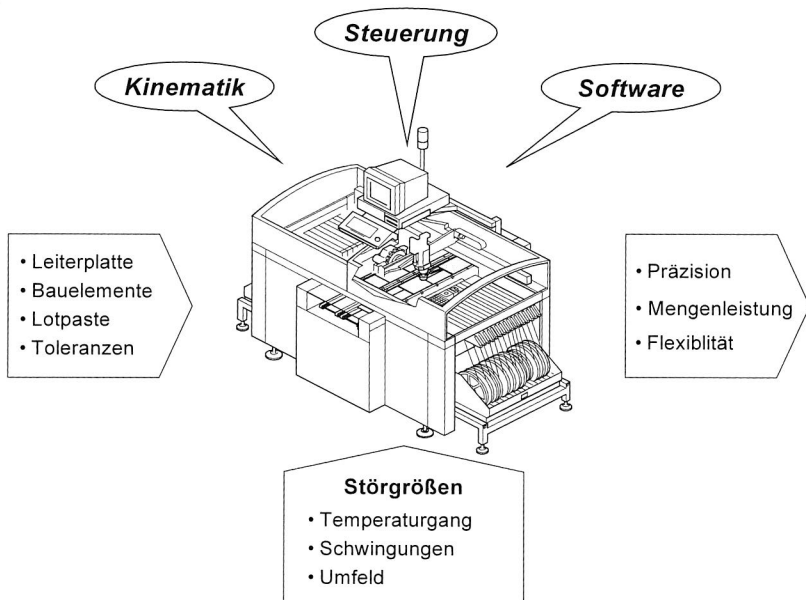 Steuerung
Kinematik
Software
• Leiterplatte
• Bauelemente
• Lotpaste
• Toleranzen
• Präzision
• Mengenleistung
• Flexiblität
Störgrößen
• Temperaturgang
• Schwingungen
• Umfeld